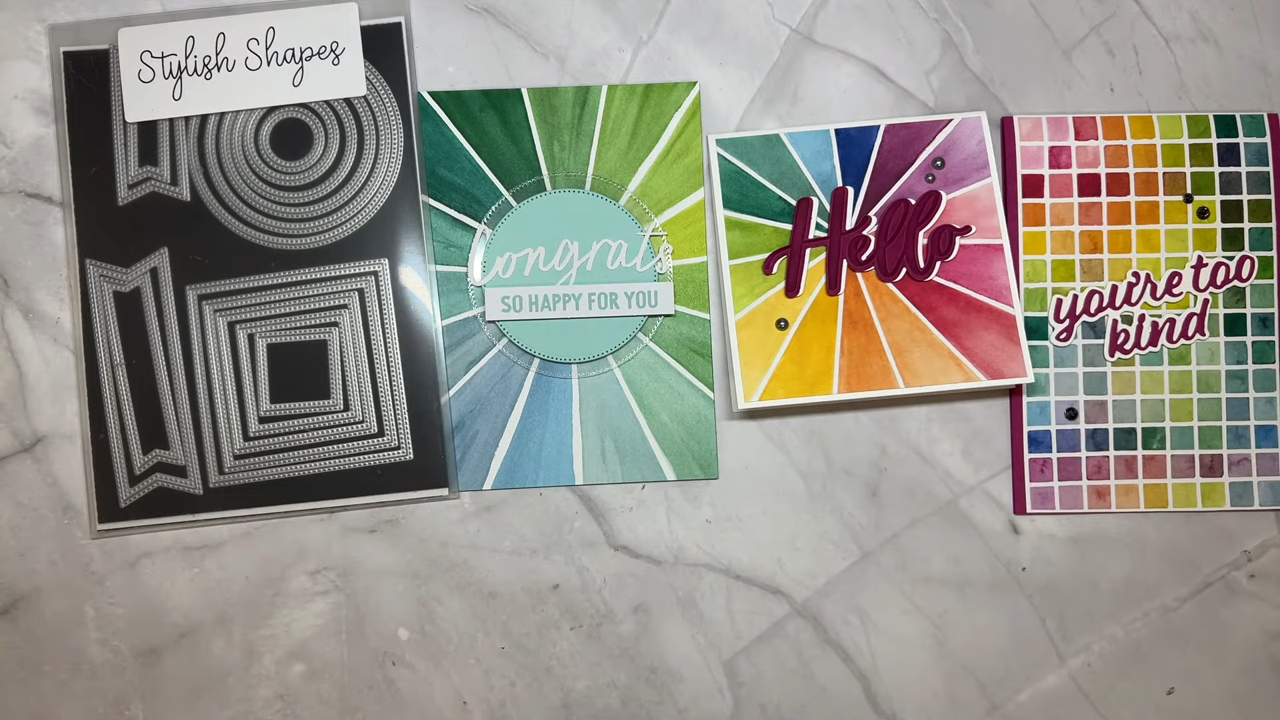 Stylish Shapes
Congrats
SO HAPPY FOR YOU
Hello
you're too
kind